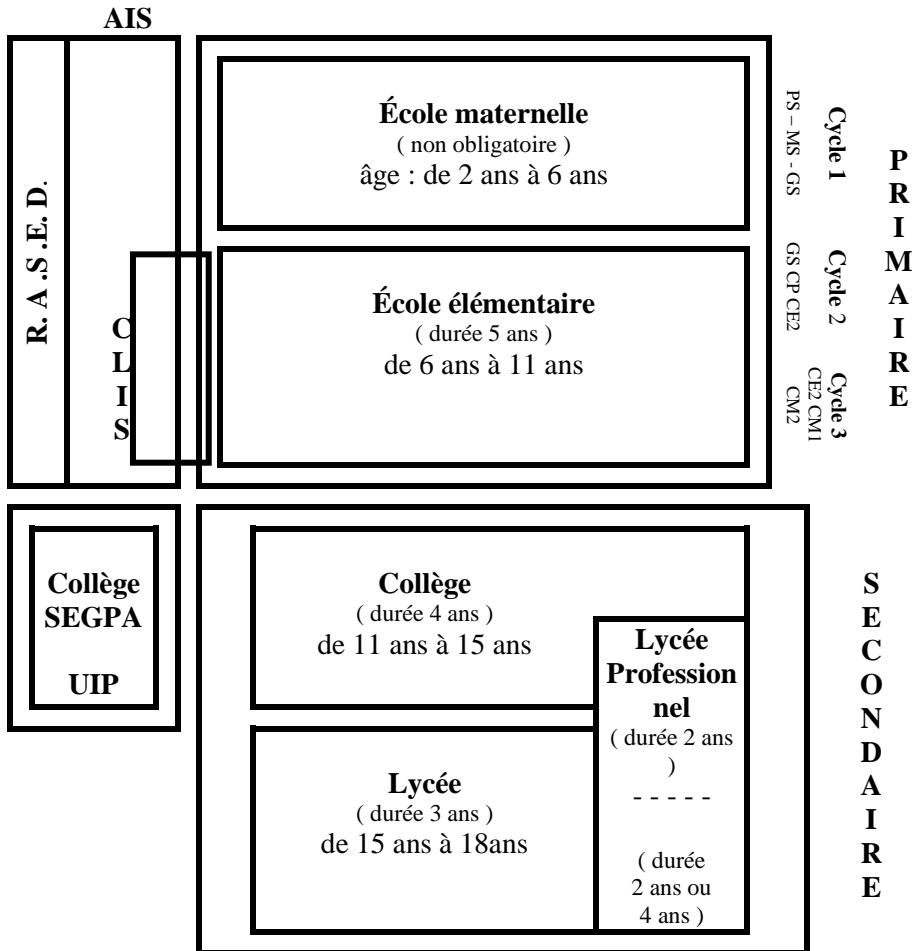 AIS
R. A .S .E. D.
C
L
I
S
École maternelle
( non obligatoire )
âge : de 2 ans à 6 ans
PS – MS - GS
Cycle 1
École élémentaire
( durée 5 ans )
de 6 ans à 11 ans
GS CP CE2
Cycle 2
Cycle 3
CE2 CM1
CM2
P
R
I
M
A
I
R
E
Collège
SEGPA
UIP
Collège
( durée 4 ans )
de 11 ans à 15 ans
Lycée
Profession
nel
( durée 2 ans
)
- - - - -
( durée
2 ans ou
4 ans )
Lycée
( durée 3 ans )
de 15 ans à 18ans
S
E
C
O
N
D
A
I
R
E